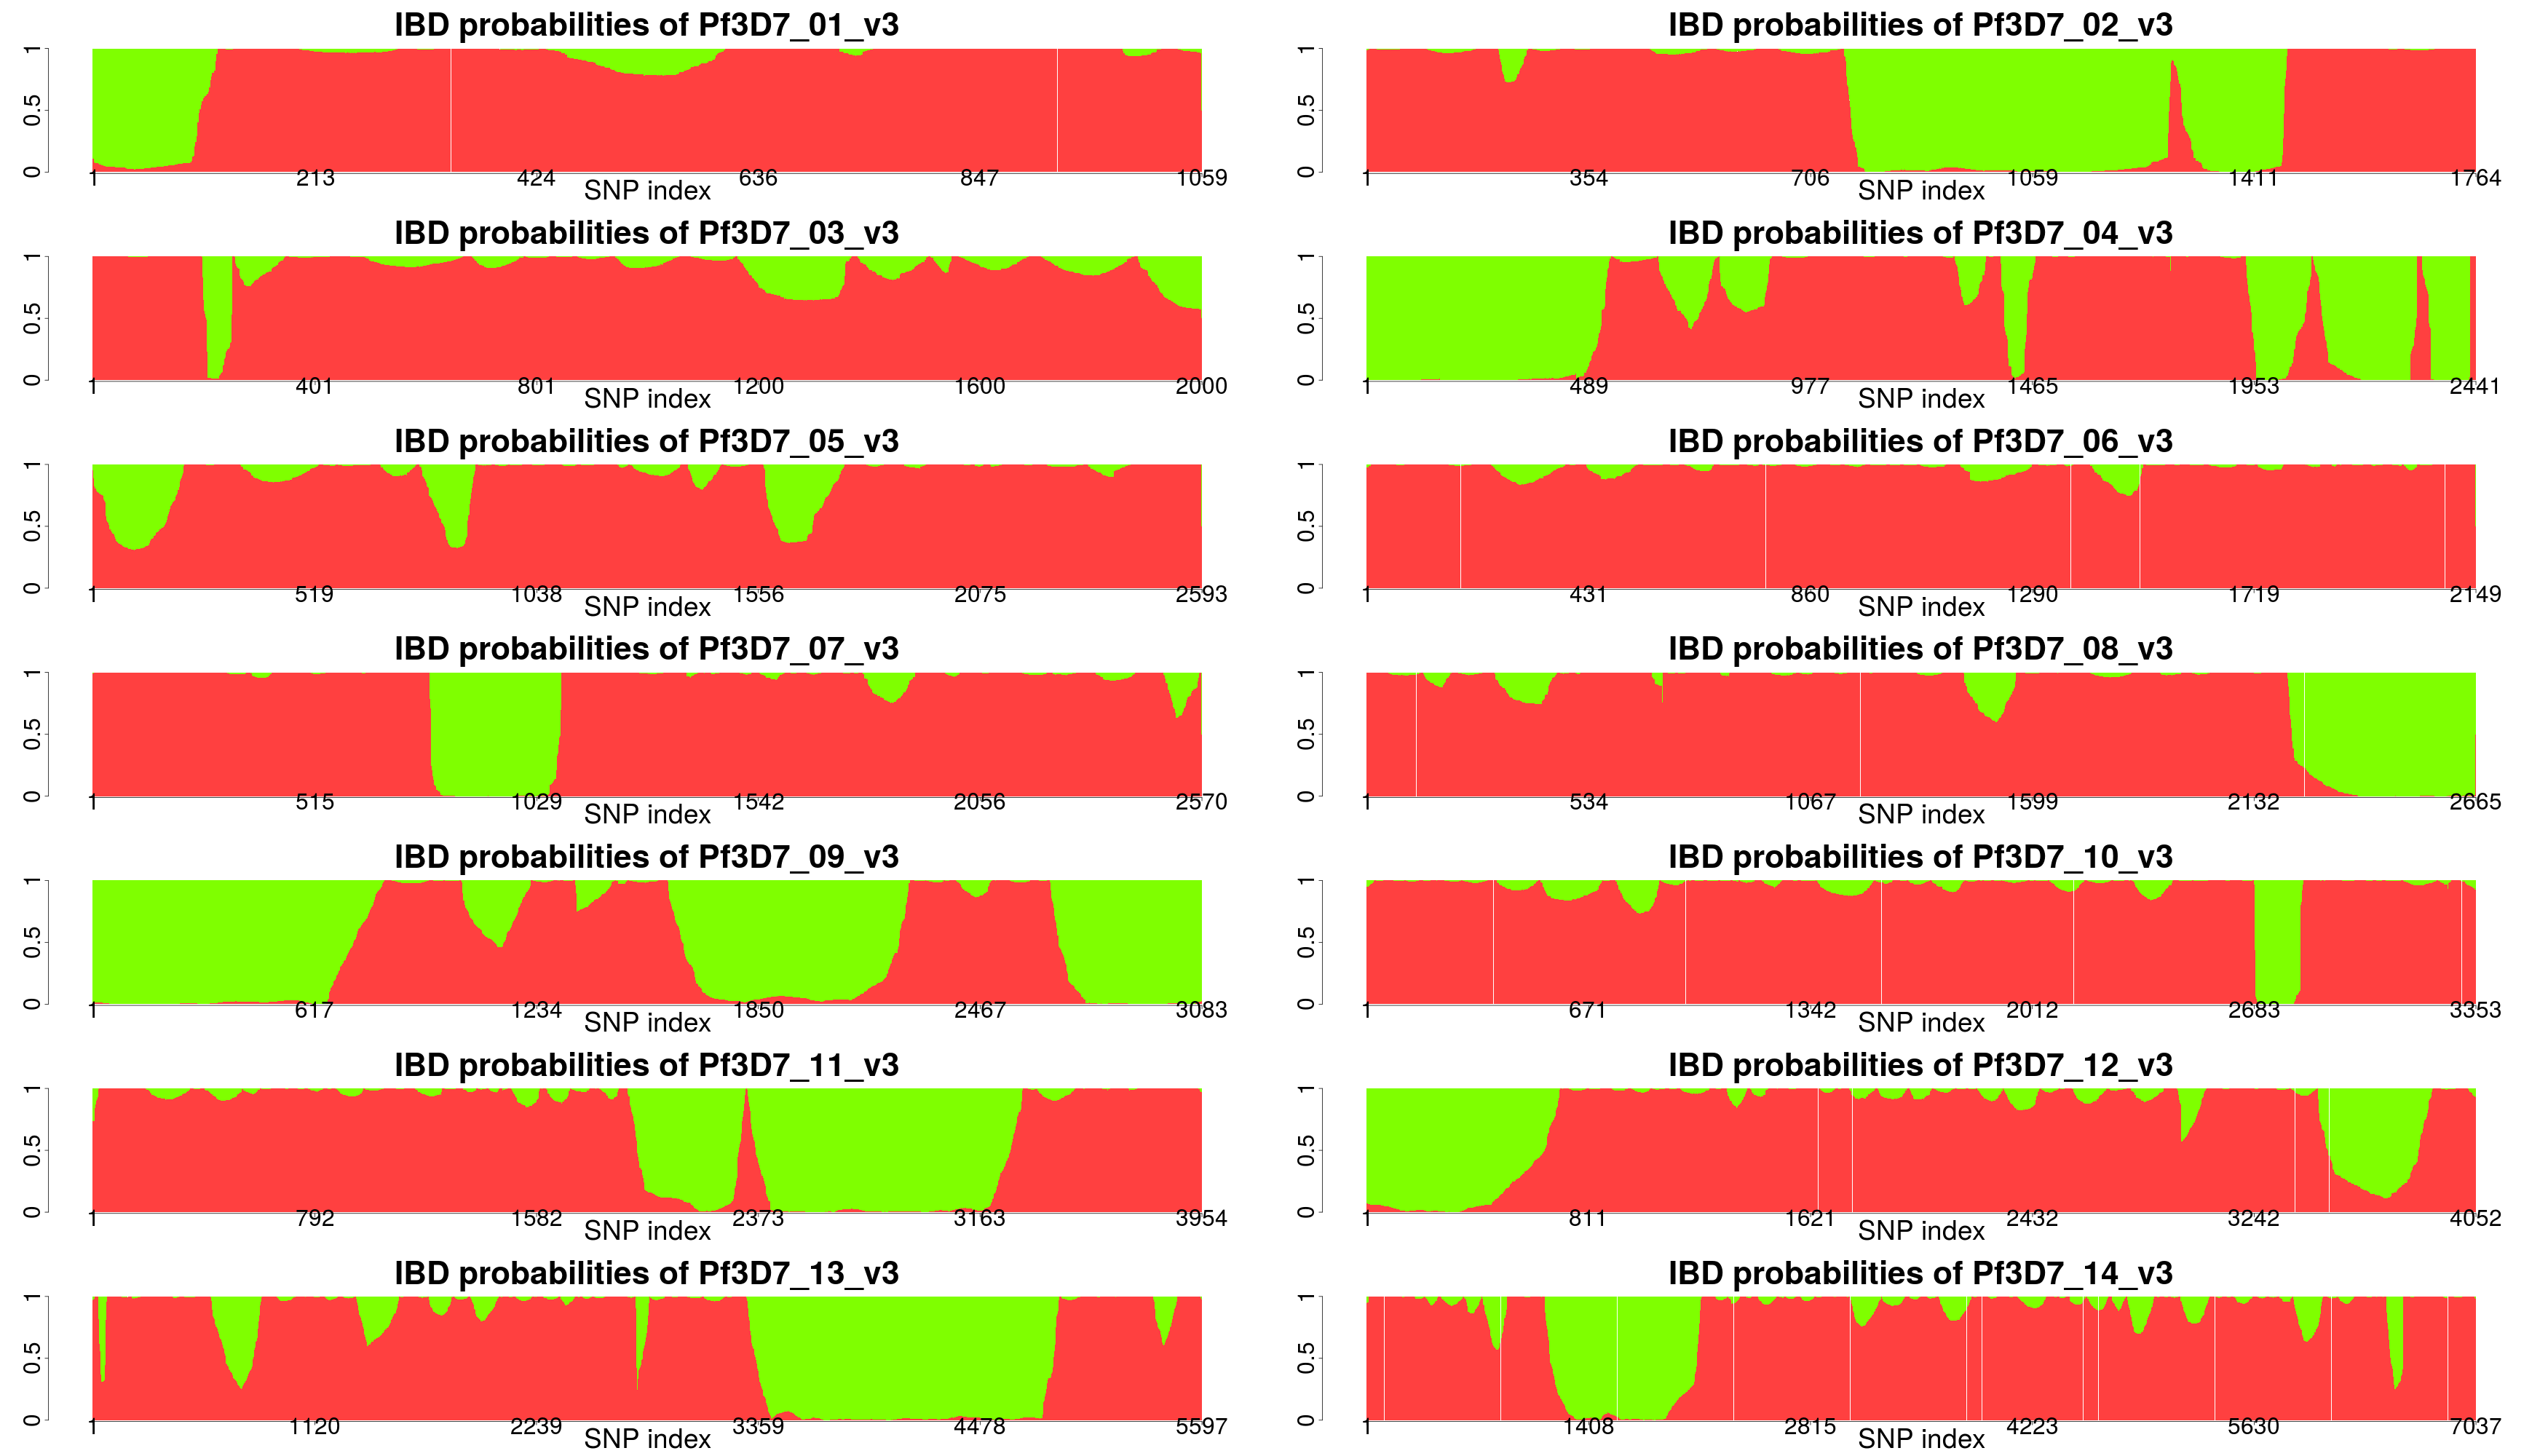 IBD probabilities of Pf3D7_01_v3
0 0.5 1
1 213 424 636 847 1059
SNP index
IBD probabilities of Pf3D7_02_v3
0 0.5 1
1 354 706 1059 1411 1764
SNP index
IBD probabilities of Pf3D7_03_v3
0 0.5 1
1 401 801 1200 1600 2000
SNP index
IBD probabilities of Pf3D7_04_v3
0 0.5 1
1 489 977 1465 1953 2441
SNP index
IBD probabilities of Pf3D7_05_v3
0 0.5 1
1 519 1038 1556 2075 2593
SNP index
IBD probabilities of Pf3D7_06_v3
0 0.5 1
1 431 860 1290 1719 2149
SNP index
IBD probabilities of Pf3D7_07_v3
0 0.5 1
1 515 1029 1542 2056 2570
SNP index
IBD probabilities of Pf3D7_08_v3
0 0.5 1
1 534 1067 1599 2132 2665
SNP index
IBD probabilities of Pf3D7_09_v3
0 0.5 1
1 617 1234 1850 2467 3083
SNP index
IBD probabilities of Pf3D7_10_v3
0 0.5 1
1 671 1342 2012 2683 3353
SNP index
IBD probabilities of Pf3D7_11_v3
0 0.5 1
1 792 1582 2373 3163 3954
SNP index
IBD probabilities of Pf3D7_12_v3
0 0.5 1
1 811 1621 2432 3242 4052
SNP index
IBD probabilities of Pf3D7_13_v3
0 0.5 1
1 1120 2239 3359 4478 5597
SNP index
IBD probabilities of Pf3D7_14_v3
0 0.5 1
1 1408 2815 4223 5630 7037
SNP index